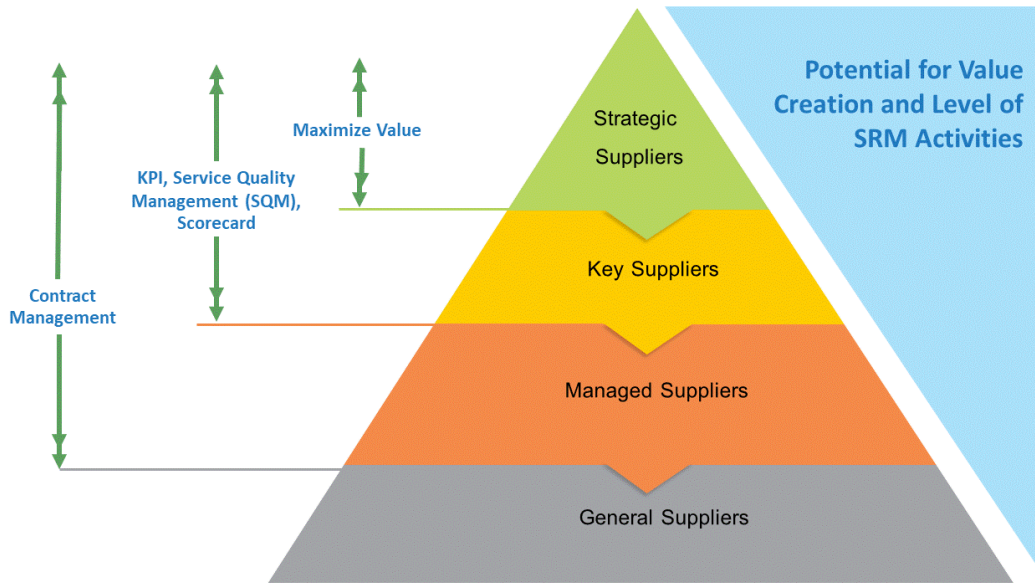 Potential for Value
Creation and Level of
SRM Activities
Maximize Value
KPI, Service Quality
Management (SQM),
Scorecard
Contract
Management
Strategic
Suppliers
Key Suppliers
Managed Suppliers
General Suppliers